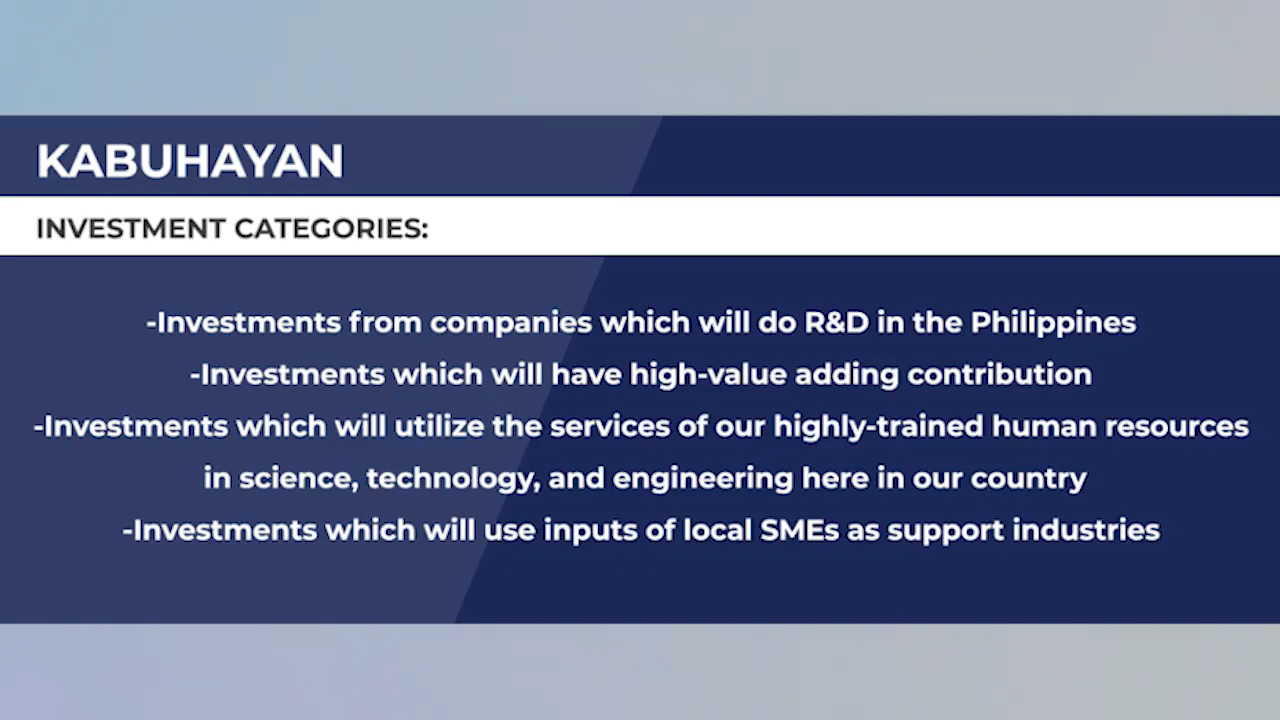 KABUHAYAN
INVESTMENT CATEGORIES:
-Investments from companies which will do R&D in the Philippines
-Investments which will have high-value adding contribution
-Investments which will utilize the services of our highly-trained human resources
in science, technology, and engineering here in our country
-Investments which will use inputs of local SMEs as support industries